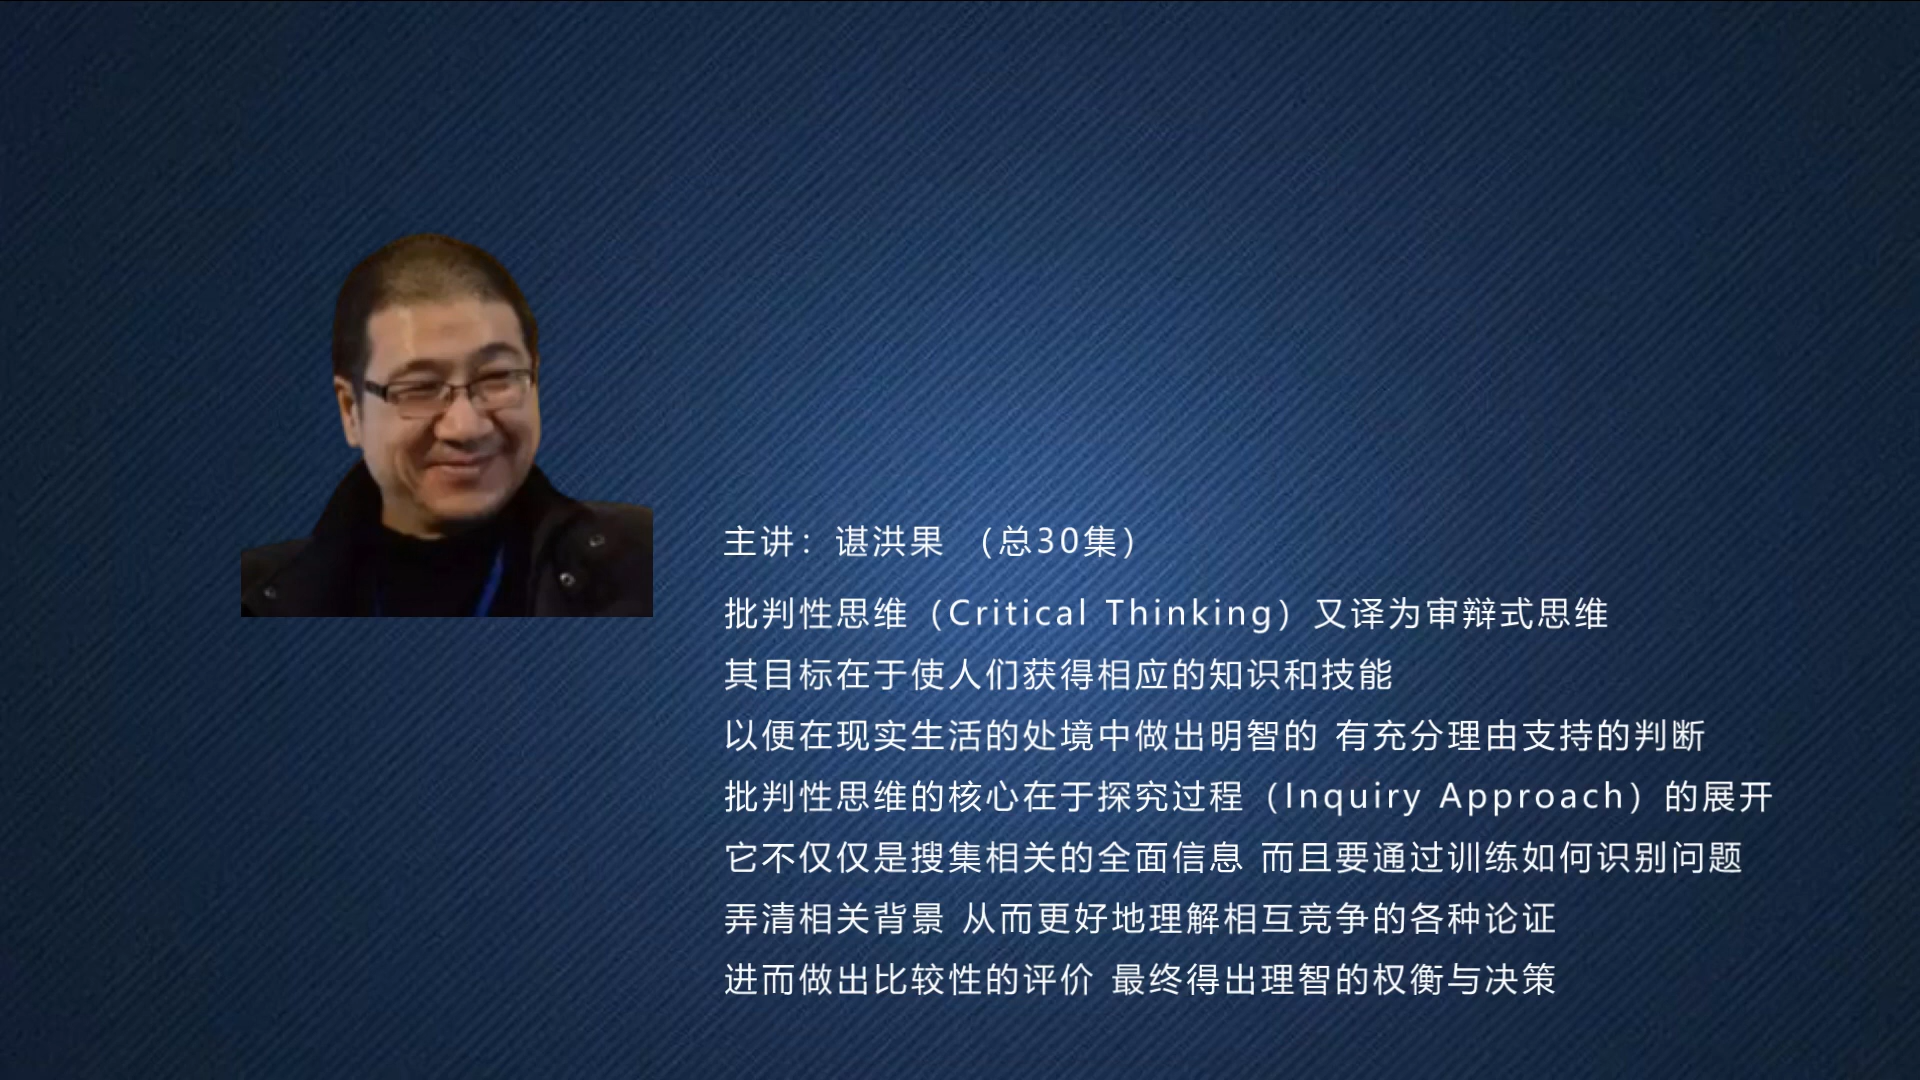 主讲：谌洪果 （总30集）
批判性思维（Critical Thinking）又译为审辩式思维
其目标在于使人们获得相应的知识和技能
以便在现实生活的处境中做出明智的 有充分理由支持的判断
批判性思维的核心在于探究过程（Inquiry Approach）的展开
它不仅仅是搜集相关的全面信息 而且要通过训练如何识别问题
弄清相关背景 从而更好地理解相互竞争的各种论证
进而做出比较性的评价 最终得出理智的权衡与决策